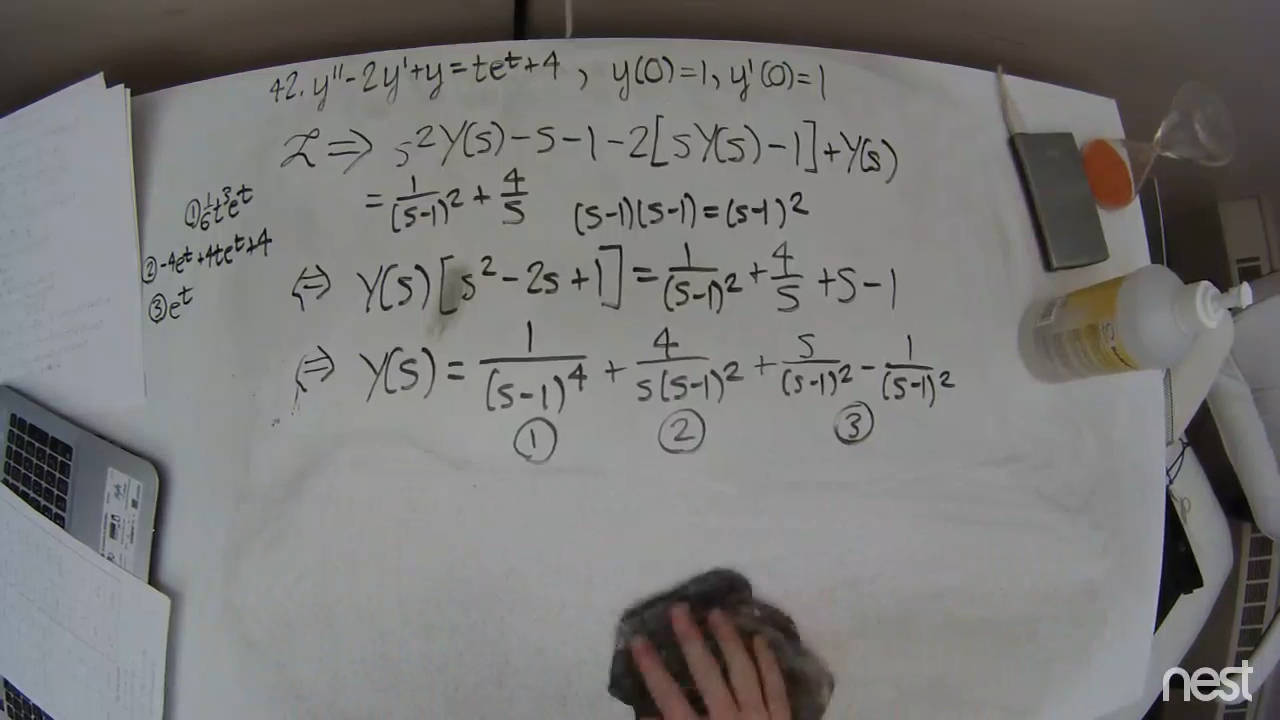 42. y'' - 2y' + y = te^t + 4 , y(0) = 1, y'(0) = 1
ℒ ⇒ s²Y(s) - s - 1 - 2[sY(s) - 1] + Y(s)
= 1/(s-1)² + 4/s (s-1)(s-1) = (s-1)²
① 1/6 t³e^t
② -4e^t + 4te^t + 4
③ e^t
⇔ Y(s)[s² - 2s + 1] = 1/(s-1)² + 4/s + s - 1
⇔ Y(s) = 1/(s-1)⁴ + 4/(s(s-1)²) + s/(s-1)² - 1/(s-1)²
① ② ③
nest